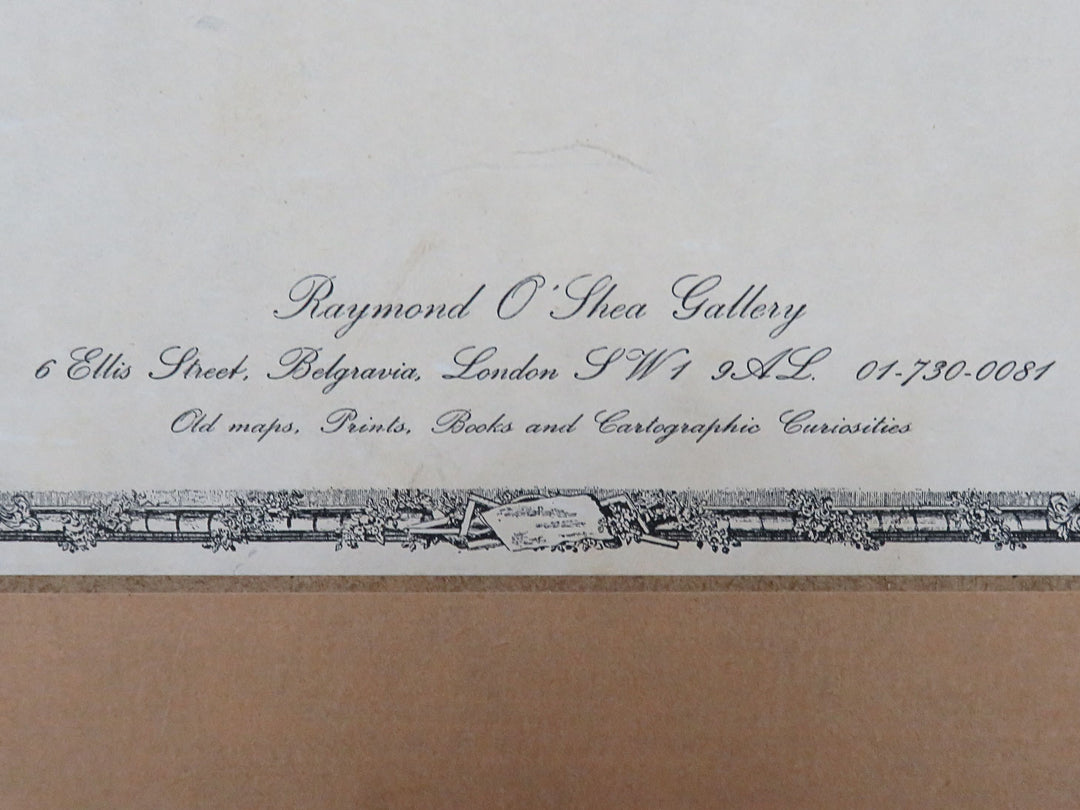 Raymond O'Shea Gallery
6 Ellis Street, Belgravia, London SW1 9AL. 01-730-0081
Old maps, Prints, Books and Cartographic Curiosities